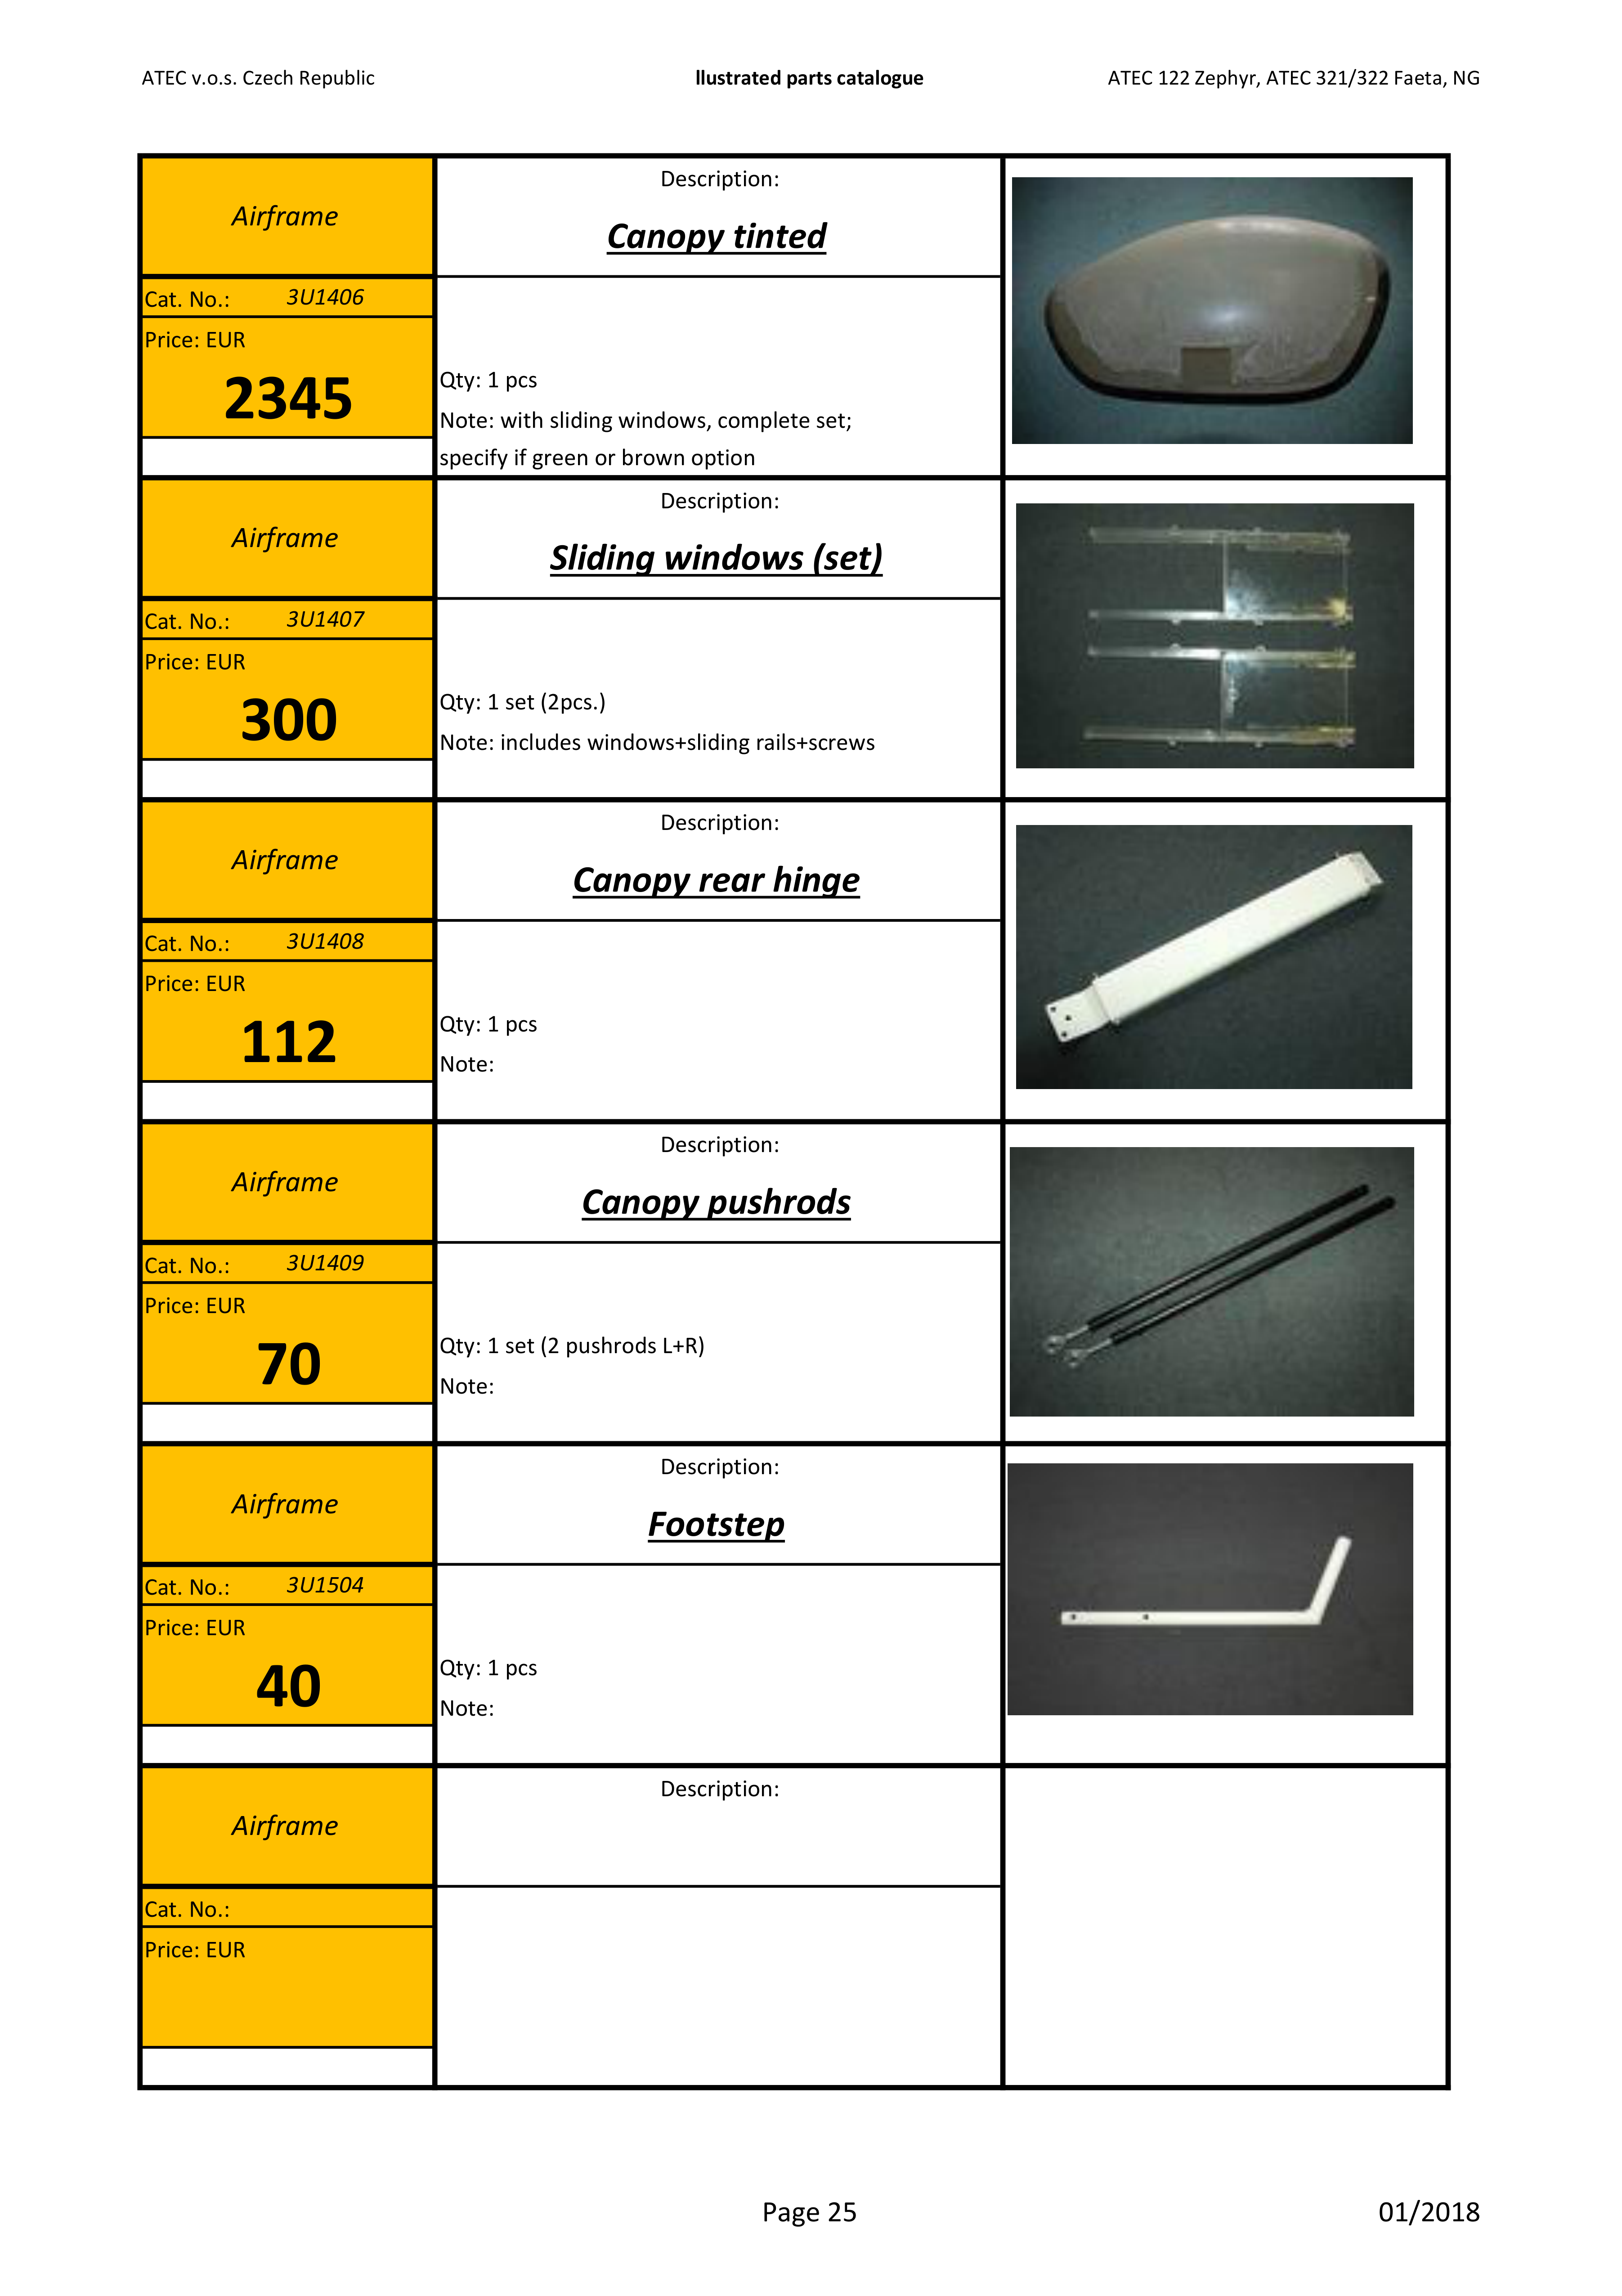 ATEC v.o.s. Czech Republic
llustrated parts catalogue
ATEC 122 Zephyr, ATEC 321/322 Faeta, NG
Airframe
Description:
Canopy tinted
Cat. No.: 3U1406
Price: EUR
2345
Qty: 1 pcs
Note: with sliding windows, complete set;
specify if green or brown option
Airframe
Description:
Sliding windows (set)
Cat. No.: 3U1407
Price: EUR
300
Qty: 1 set (2pcs.)
Note: includes windows+sliding rails+screws
Airframe
Description:
Canopy rear hinge
Cat. No.: 3U1408
Price: EUR
112
Qty: 1 pcs
Note:
Airframe
Description:
Canopy pushrods
Cat. No.: 3U1409
Price: EUR
70
Qty: 1 set (2 pushrods L+R)
Note:
Airframe
Description:
Footstep
Cat. No.: 3U1504
Price: EUR
40
Qty: 1 pcs
Note:
Airframe
Description:
Cat. No.:
Price: EUR
Page 25
01/2018